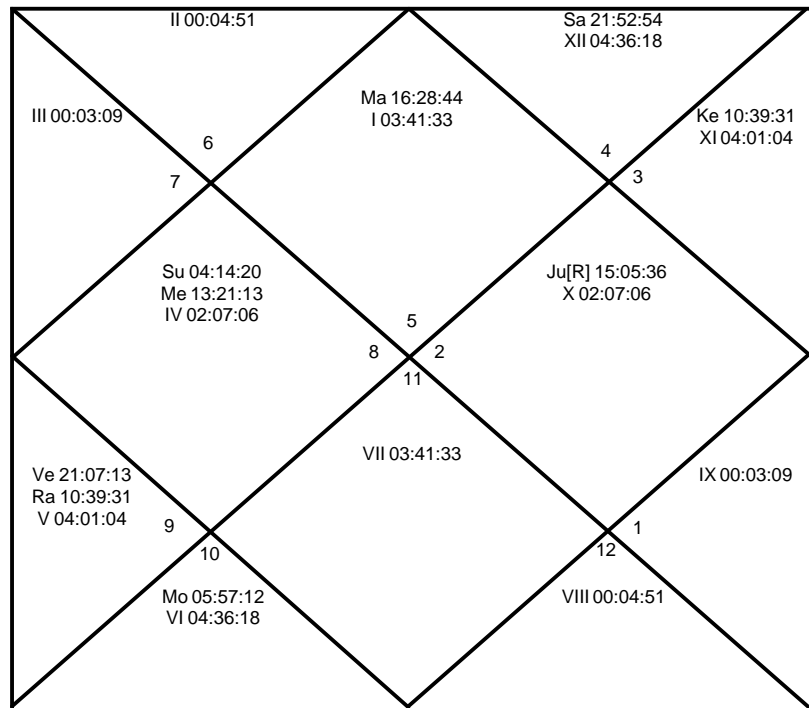 II 00:04:51
Sa 21:52:54
XII 04:36:18
III 00:03:09
Ma 16:28:44
I 03:41:33
Ke 10:39:31
XI 04:01:04
6
4
7
3
Su 04:14:20
Me 13:21:13
IV 02:07:06
Ju[R] 15:05:36
X 02:07:06
5
8
2
11
VII 03:41:33
Ve 21:07:13
Ra 10:39:31
V 04:01:04
IX 00:03:09
9
1
10
12
Mo 05:57:12
VI 04:36:18
VIII 00:04:51